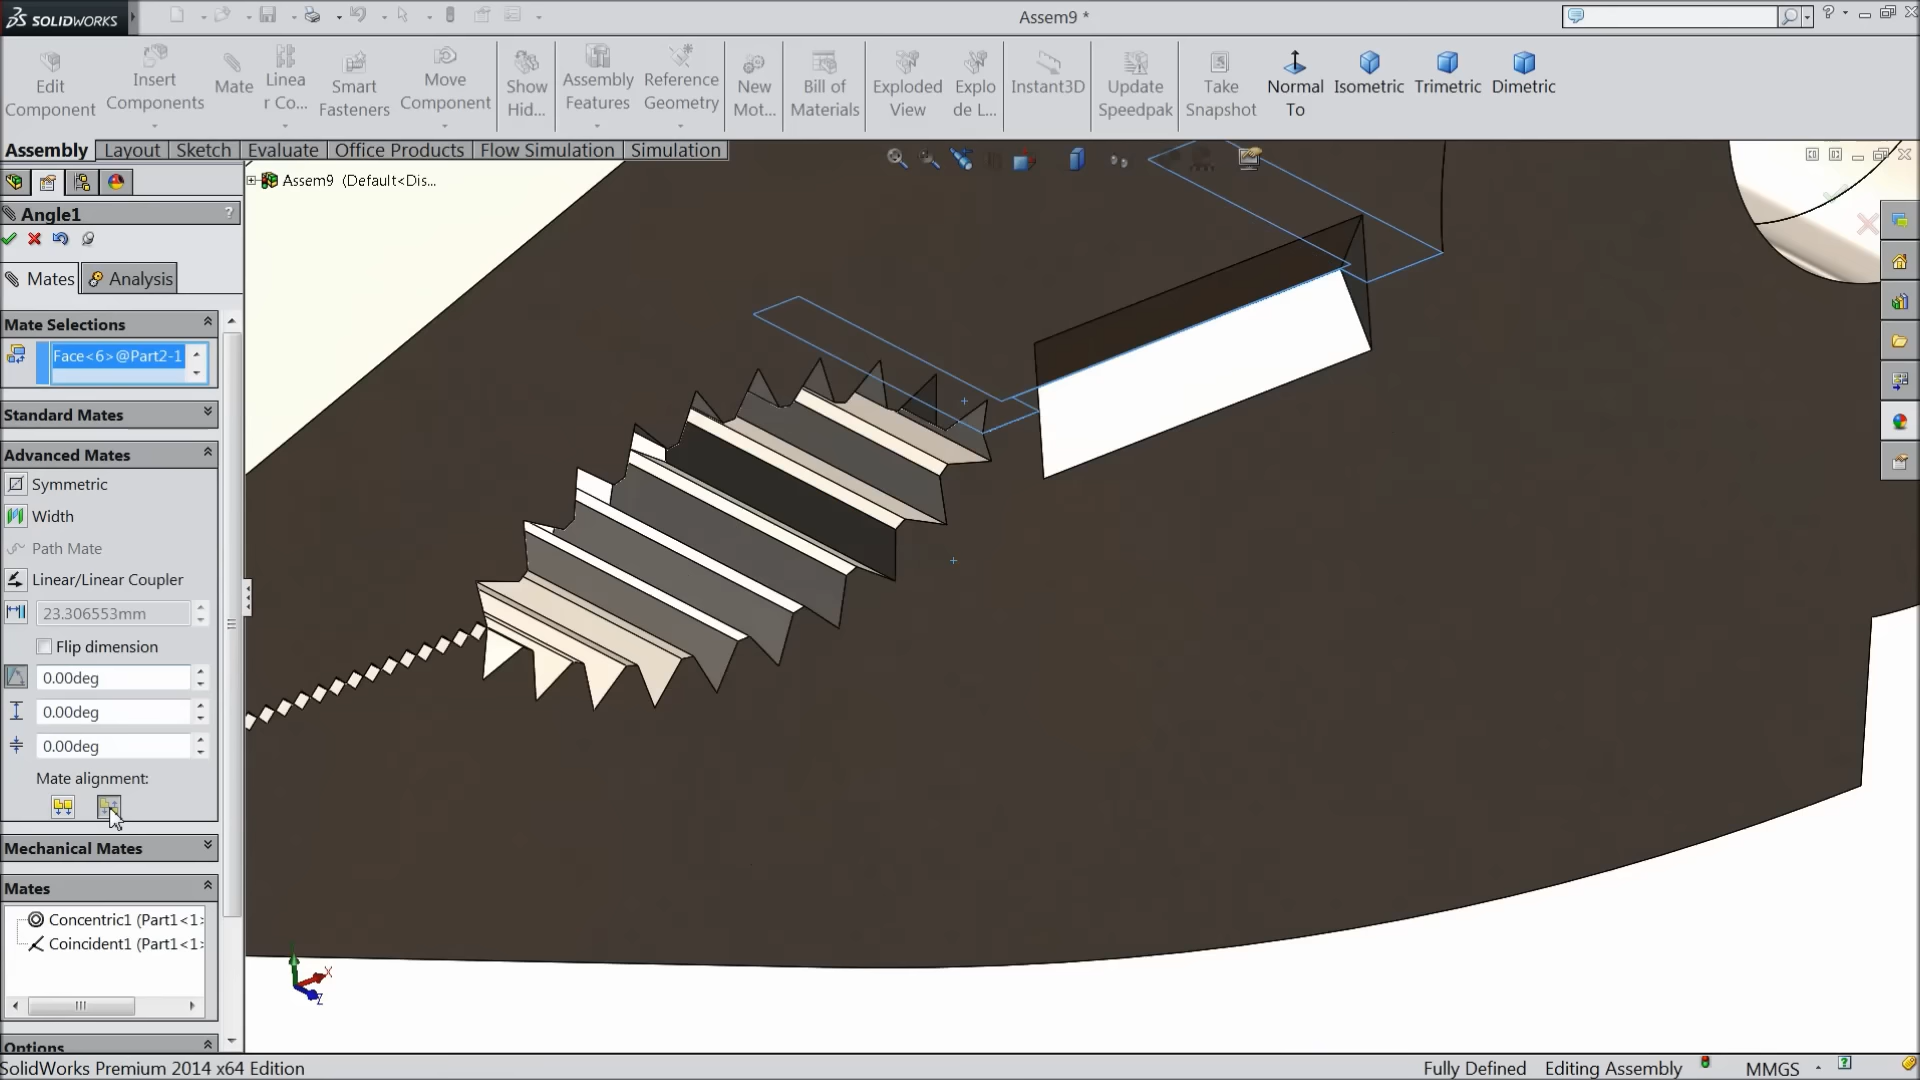 SOLIDWORKS
Assem9 *
?
Edit Component
Insert Components
Mate
Linea r Co...
Smart Fasteners
Move Component
Show Hid...
Assembly Features
Reference Geometry
New Mot...
Bill of Materials
Exploded View
Explo de L...
Instant3D
Update Speedpak
Take Snapshot
Normal To
Isometric
Trimetric
Dimetric
Assembly
Layout
Sketch
Evaluate
Office Products
Flow Simulation
Simulation
Assem9 (Default<Dis...
Angle1
?
Mates
Analysis
Mate Selections
Face<6>@Part2-1
Standard Mates
Advanced Mates
Symmetric
Width
Path Mate
Linear/Linear Coupler
23.306553mm
Flip dimension
0.00deg
0.00deg
0.00deg
Mate alignment:
Mechanical Mates
Mates
Concentric1 (Part1<1>
Coincident1 (Part1<1>
Options
X
Z
SolidWorks Premium 2014 x64 Edition
Fully Defined
Editing Assembly
MMGS
?